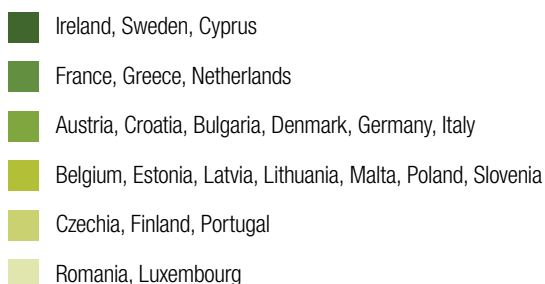 Ireland, Sweden, Cyprus
France, Greece, Netherlands
Austria, Croatia, Bulgaria, Denmark, Germany, Italy
Belgium, Estonia, Latvia, Lithuania, Malta, Poland, Slovenia
Czechia, Finland, Portugal
Romania, Luxembourg